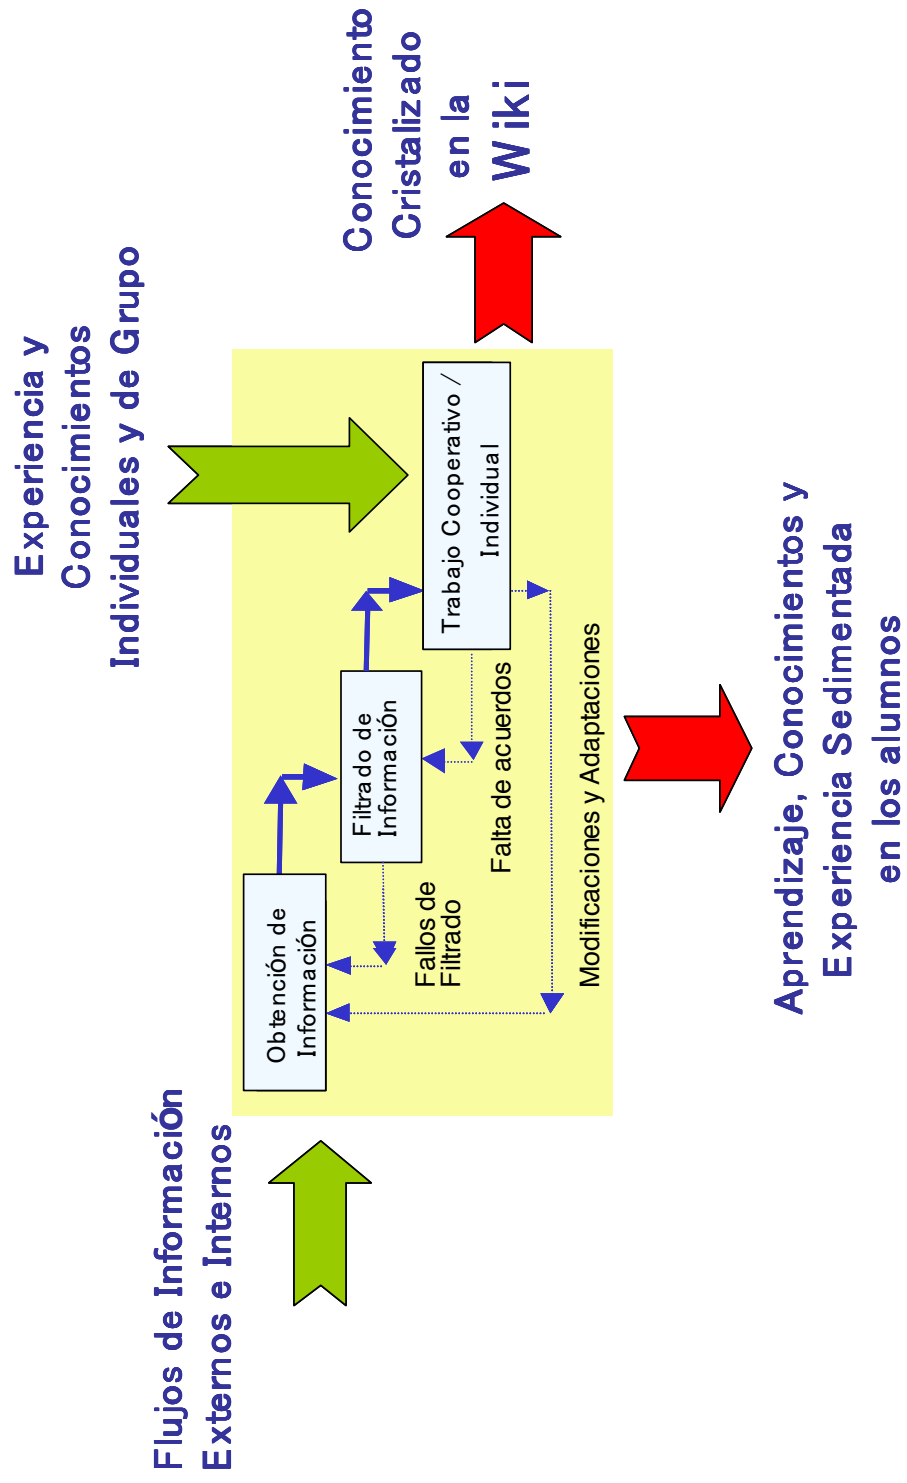 Flujos de Información
Externos e Internos
Experiencia y
Conocimientos
Individuales y de Grupo
Obtención de
Información
Filtrado de
Información
Trabajo Cooperativo /
Individual
Fallos de
Filtrado
Falta de acuerdos
Modificaciones y Adaptaciones
Conocimiento
Cristalizado
en la
Wiki
Aprendizaje, Conocimientos y
Experiencia Sedimentada
en los alumnos